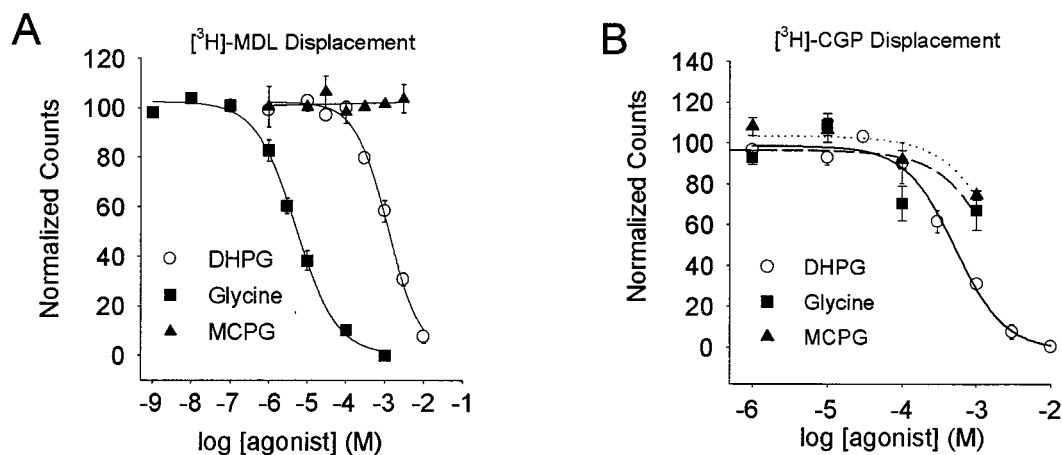 A
[³H]-MDL Displacement
Normalized Counts
120
100
80
60
40
20
0
DHPG
Glycine
MCPG
-9 -8 -7 -6 -5 -4 -3 -2 -1
log [agonist] (M)
B
[³H]-CGP Displacement
Normalized Counts
140
120
100
80
60
40
20
0
DHPG
Glycine
MCPG
-6 -5 -4 -3 -2
log [agonist] (M)